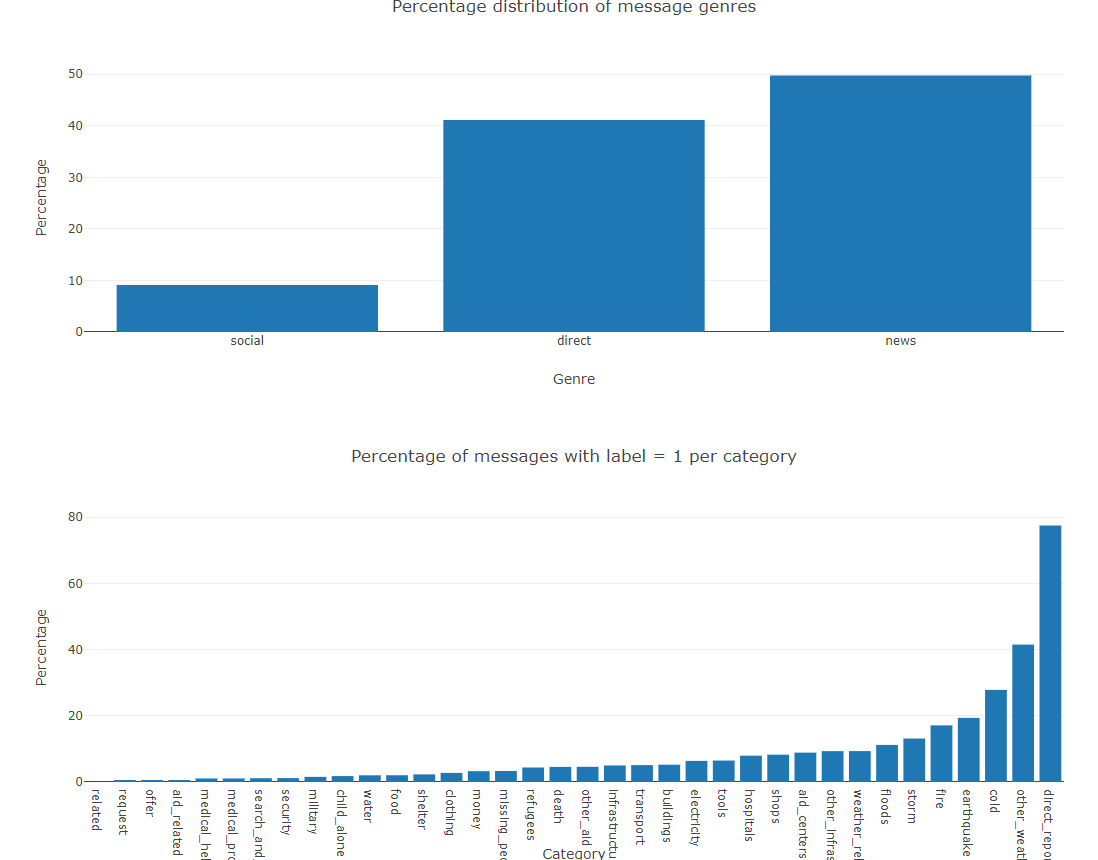 Percentage distribution of message genres
50
40
30
20
10
0
Percentage
social direct news
Genre
Percentage of messages with label = 1 per category
80
60
40
20
0
Percentage
related
request
offer
aid_related
medical_hel
medical_pro
search_and_
security
military
child_alone
water
food
shelter
clothing
money
missing_peo
refugees
death
other_aid
infrastructu
transport
buildings
electricity
tools
hospitals
shops
aid_centers
other_infras
weather_rel
floods
storm
fire
earthquake
cold
other_weath
direct_repo
Category